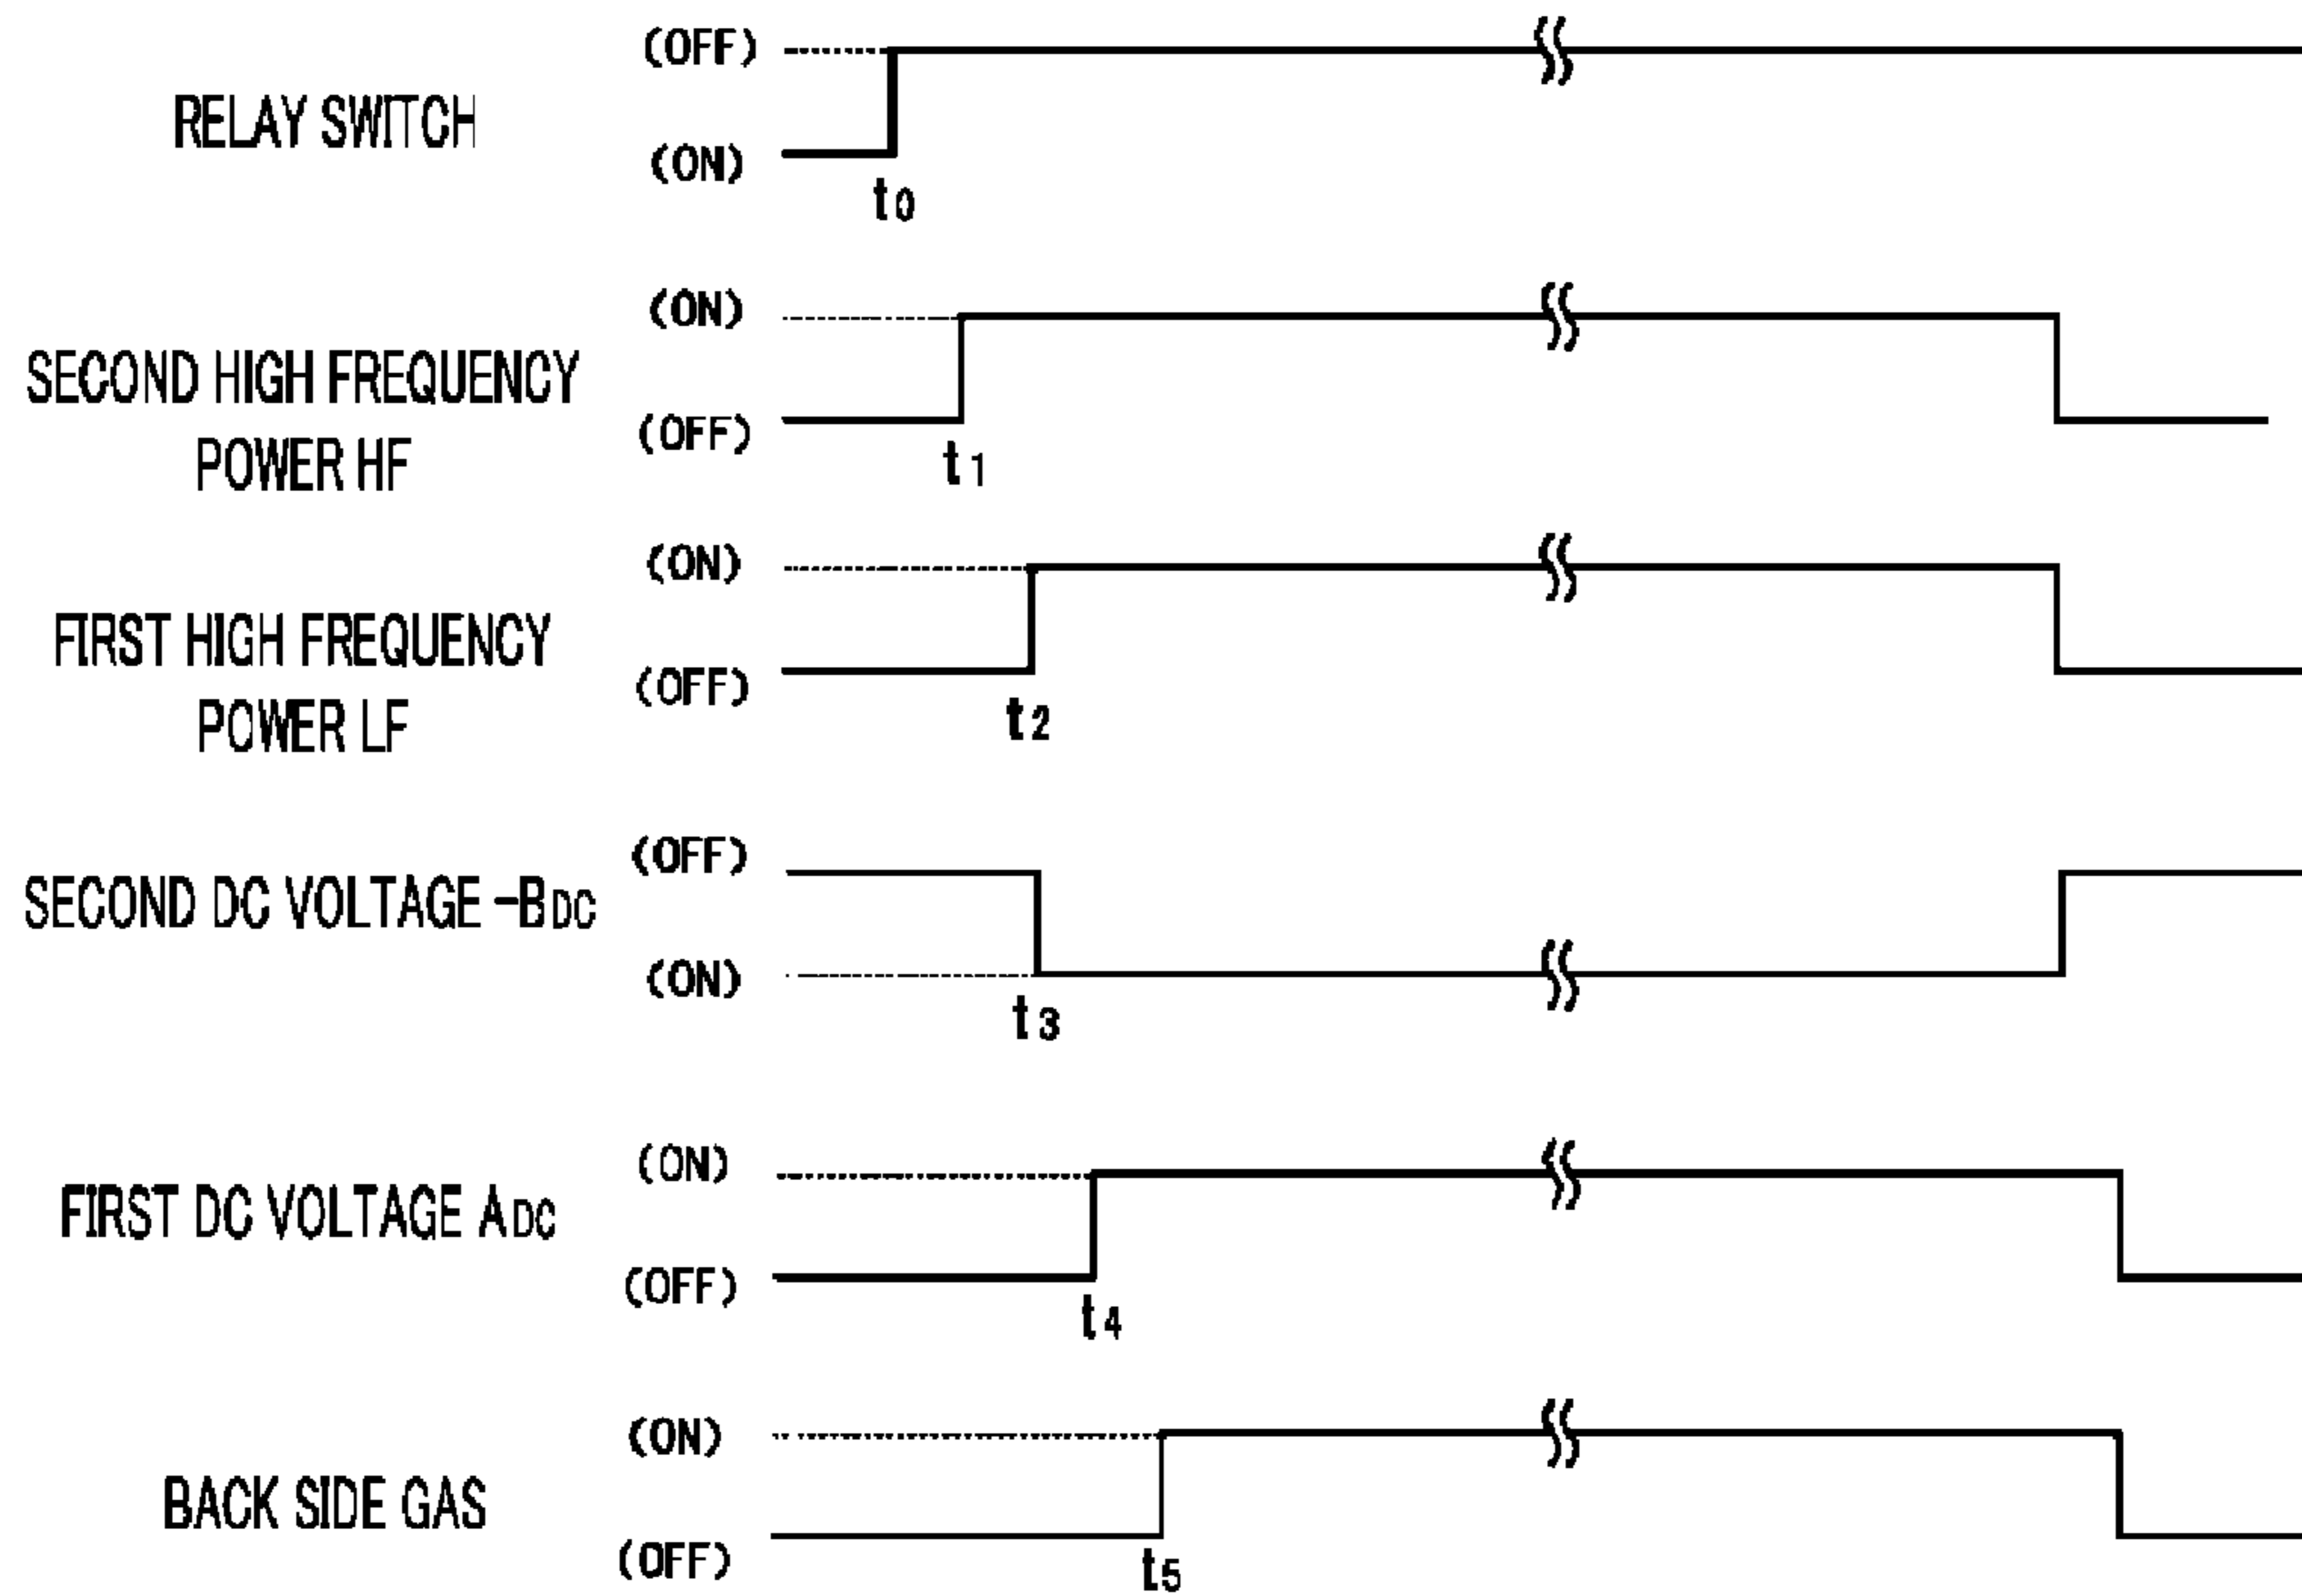 (OFF)
RELAY SWITCH
(ON)
t0
(ON)
SECOND HIGH FREQUENCY
POWER HF
(OFF)
t1
(ON)
FIRST HIGH FREQUENCY
POWER LF
(OFF)
t2
(OFF)
SECOND DC VOLTAGE -BDC
(ON)
t3
(ON)
FIRST DC VOLTAGE ADC
(OFF)
t4
(ON)
BACK SIDE GAS
(OFF)
t5